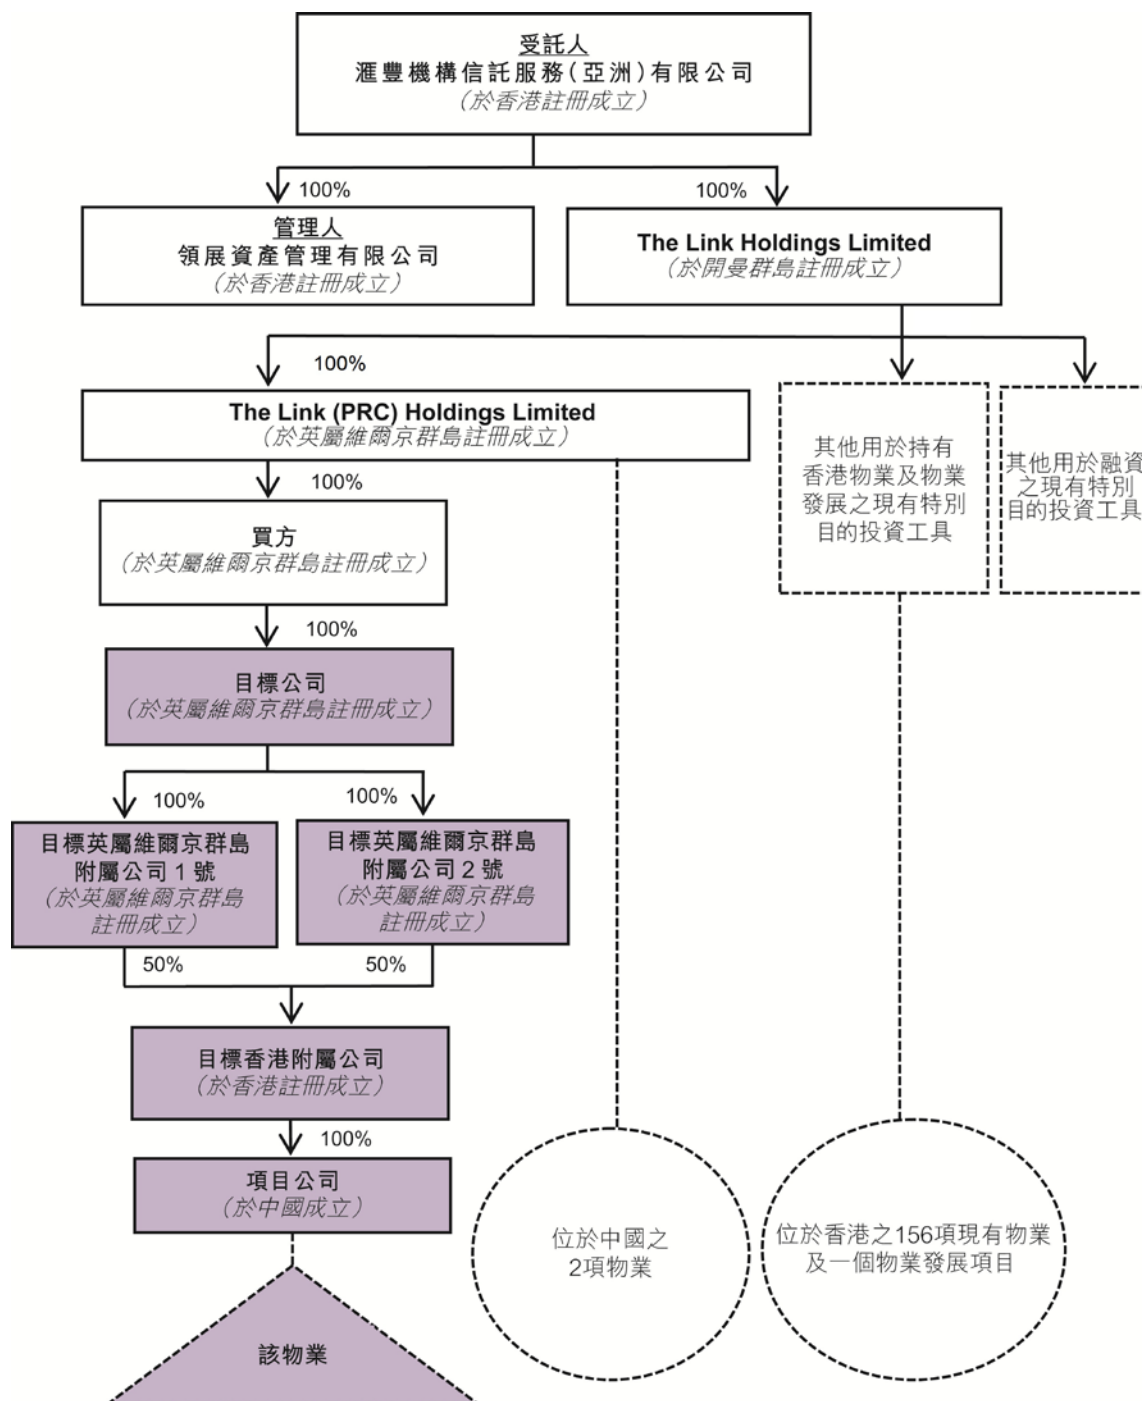 受託人
滙豐機構信託服務(亞洲)有限公司
(於香港註冊成立)
100%
100%
管理人
領展資產管理有限公司
(於香港註冊成立)
The Link Holdings Limited
(於開曼群島註冊成立)
100%
The Link (PRC) Holdings Limited
(於英屬維爾京群島註冊成立)
其他用於持有
香港物業及物業
發展之現有特別
目的投資工具
其他用於融資
之現有特別
目的投資工具
100%
買方
(於英屬維爾京群島註冊成立)
100%
目標公司
(於英屬維爾京群島註冊成立)
100%
100%
目標英屬維爾京群島
附屬公司1號
(於英屬維爾京群島
註冊成立)
目標英屬維爾京群島
附屬公司2號
(於英屬維爾京群島
註冊成立)
50%
50%
目標香港附屬公司
(於香港註冊成立)
100%
項目公司
(於中國成立)
位於中國之
2項物業
位於香港之156項現有物業
及一個物業發展項目
該物業